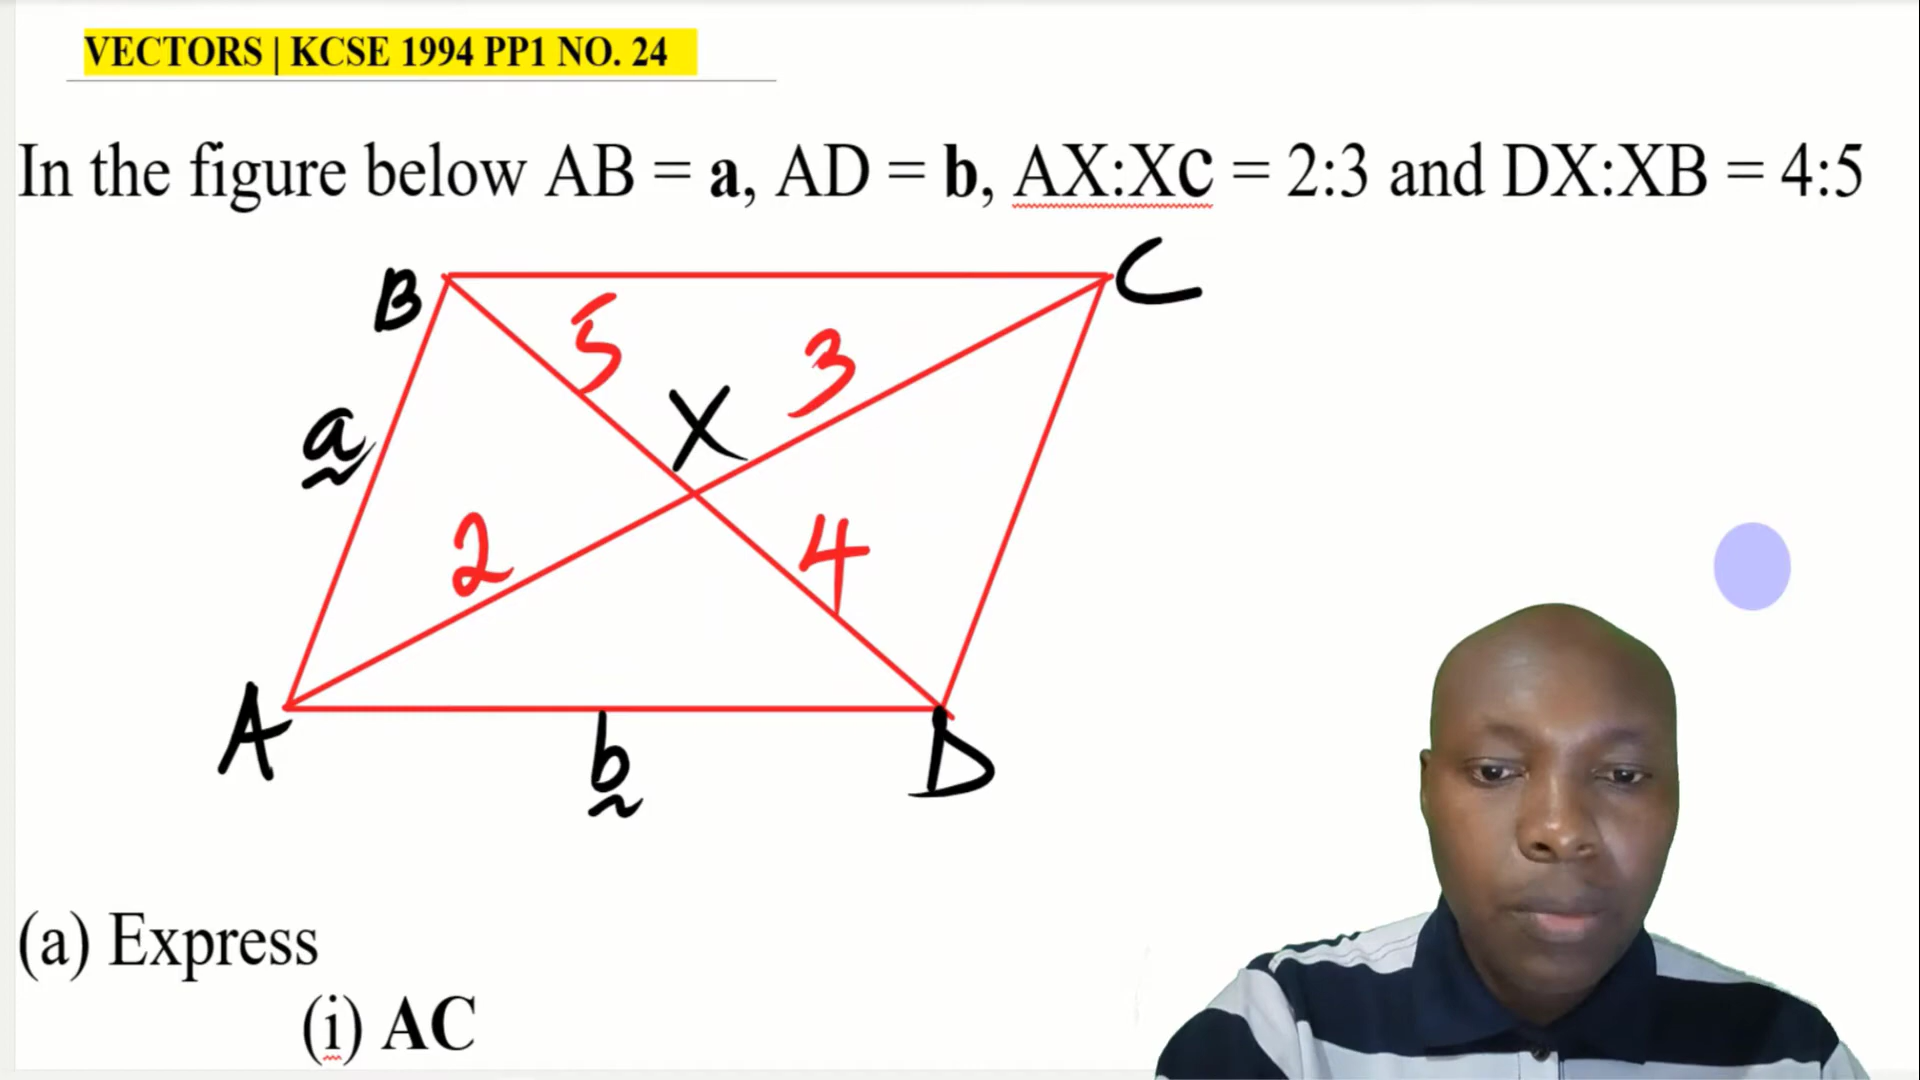 VECTORS | KCSE 1994 PP1 NO. 24
In the figure below AB = a, AD = b, AX:XC = 2:3 and DX:XB = 4:5
B
C
5
3
X
a
2
4
A
b
D
(a) Express
(i) AC